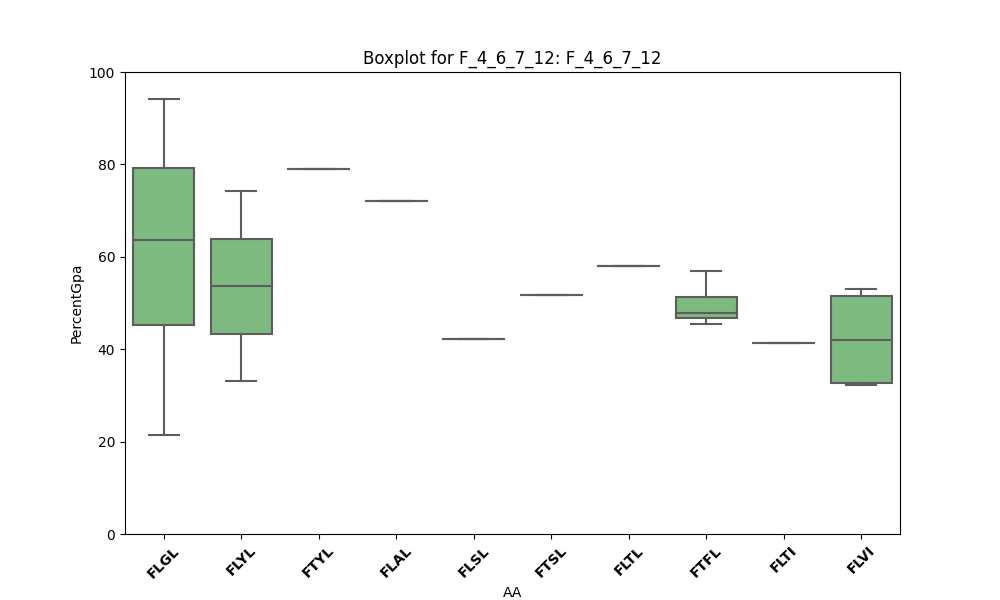 Boxplot for F_4_6_7_12: F_4_6_7_12
100
80
60
40
20
0
PercentGpa
FLGL
FLYL
FTYL
FLAL
FLSL
FTSL
FLTL
FTFL
FLTI
FLVI
AA